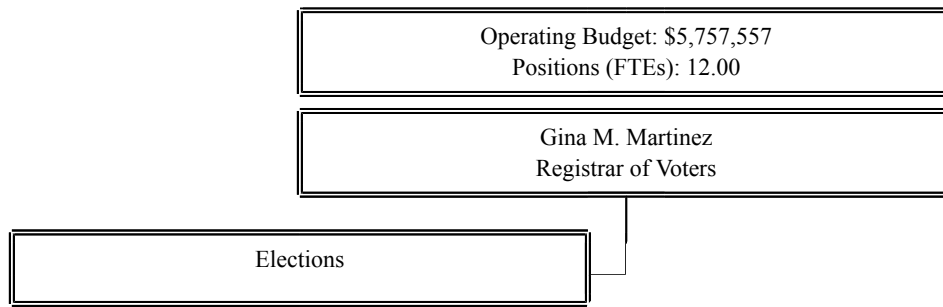 Operating Budget: $5,757,557
Positions (FTEs): 12.00
Gina M. Martinez
Registrar of Voters
Elections